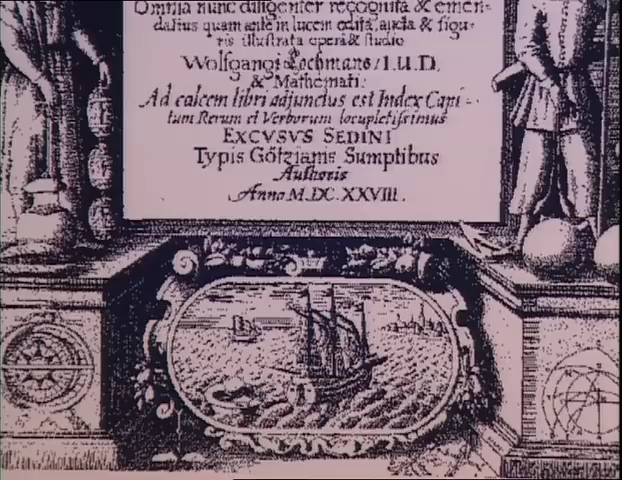 Omnia nunc diligenter recognita & emen-
datius quam ante in lucem edita, aucta & figu-
ris illustrata opera & studio
Wolfgangi Lochmans / I. U. D.
& Mathemati:
Ad calcem libri adjunctus est Index Capi-
tum Rerum et Verborum locupletissimus
EXCVSVS SEDINI
Typis Götzianis Sumptibus
Authoris
Anno M.DC.XXVIII.